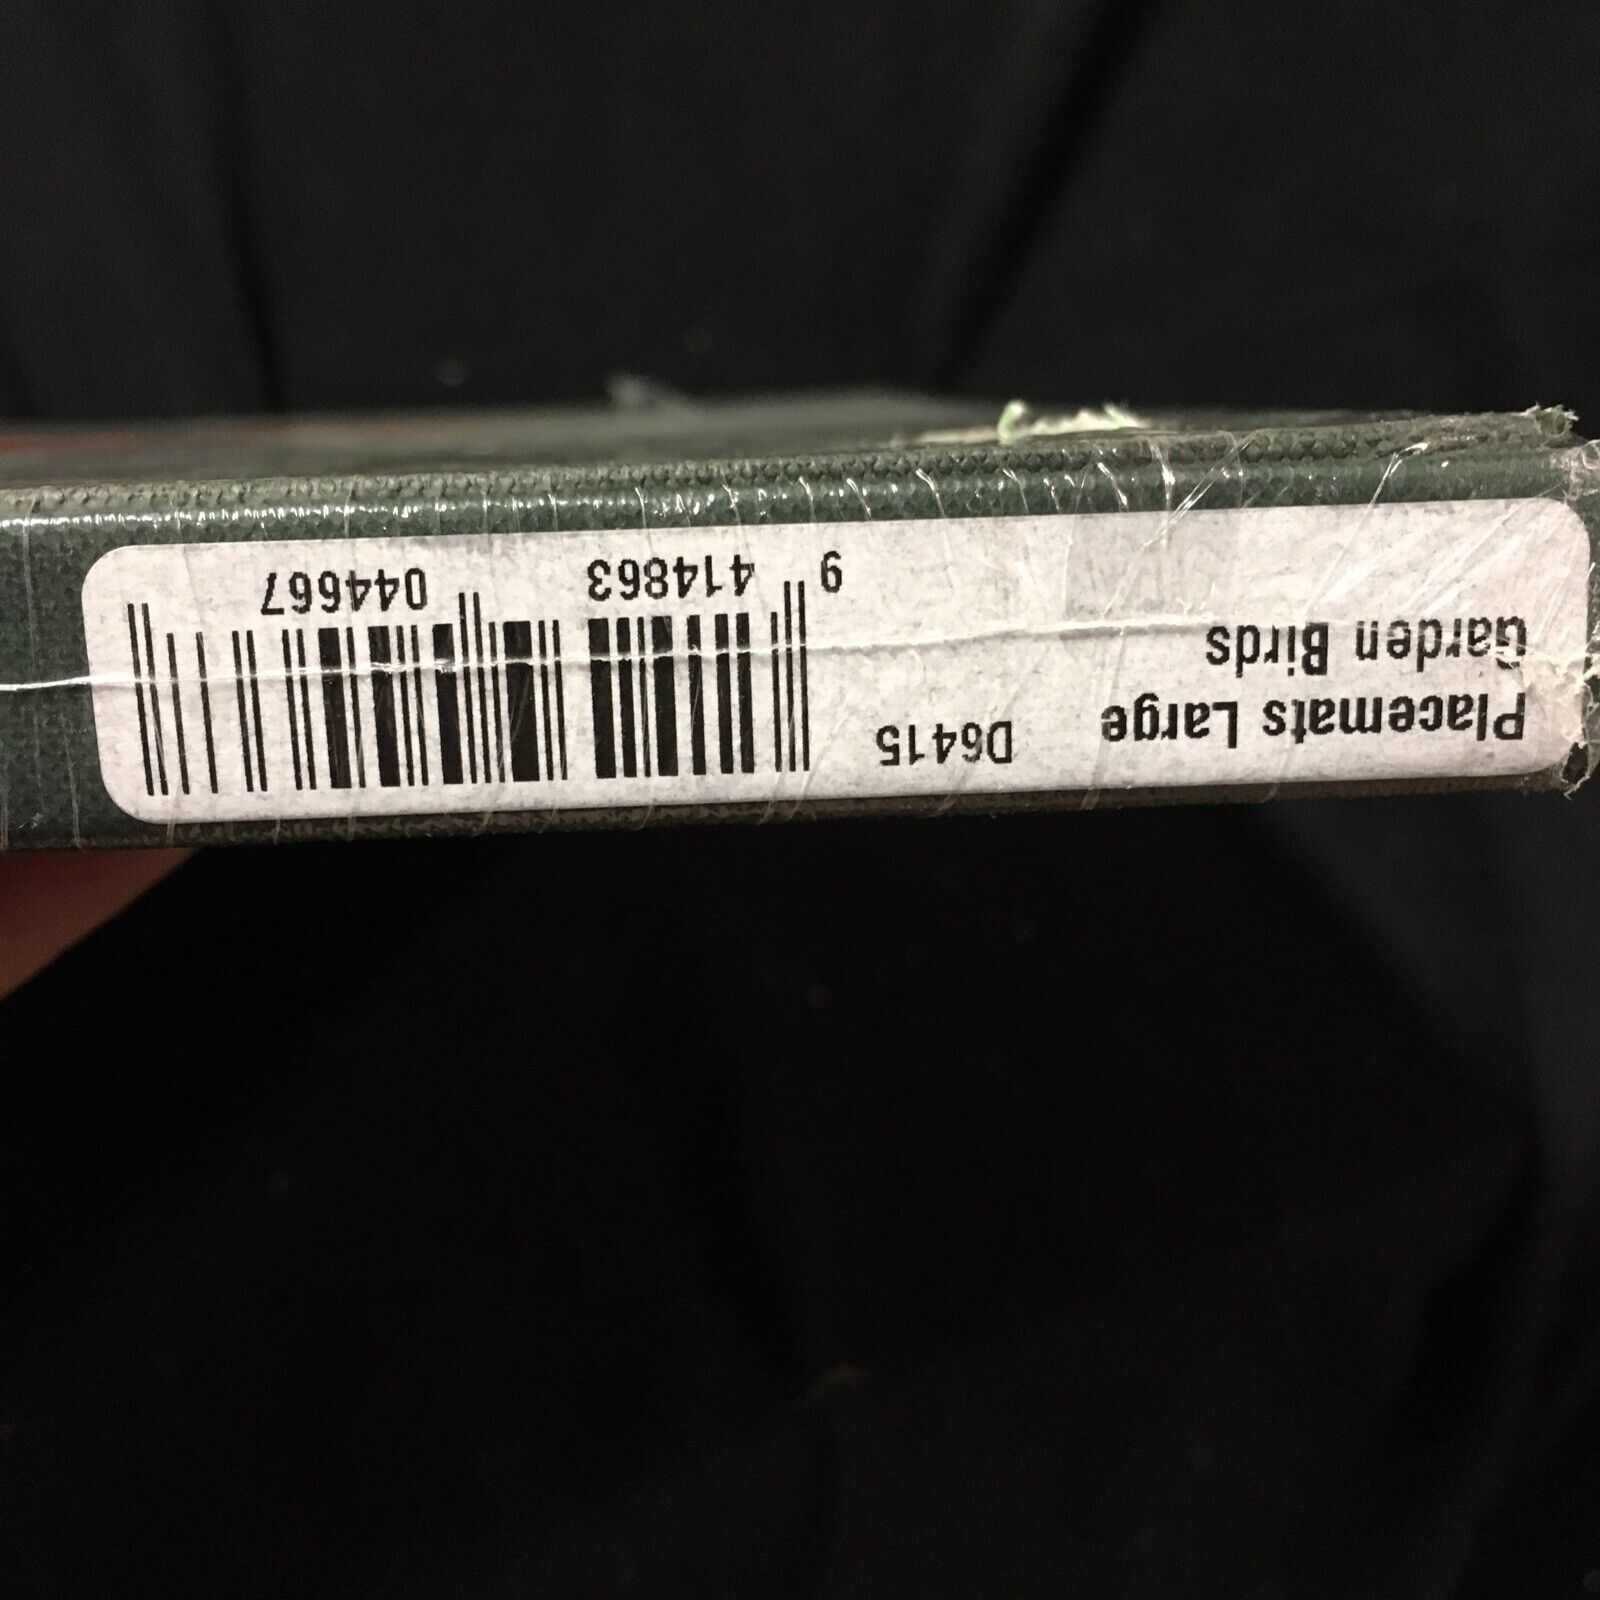 Placemats Large
Garden Birds
D6415
9 414863 044667